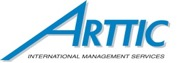 ARTTIC
INTERNATIONAL MANAGEMENT SERVICES